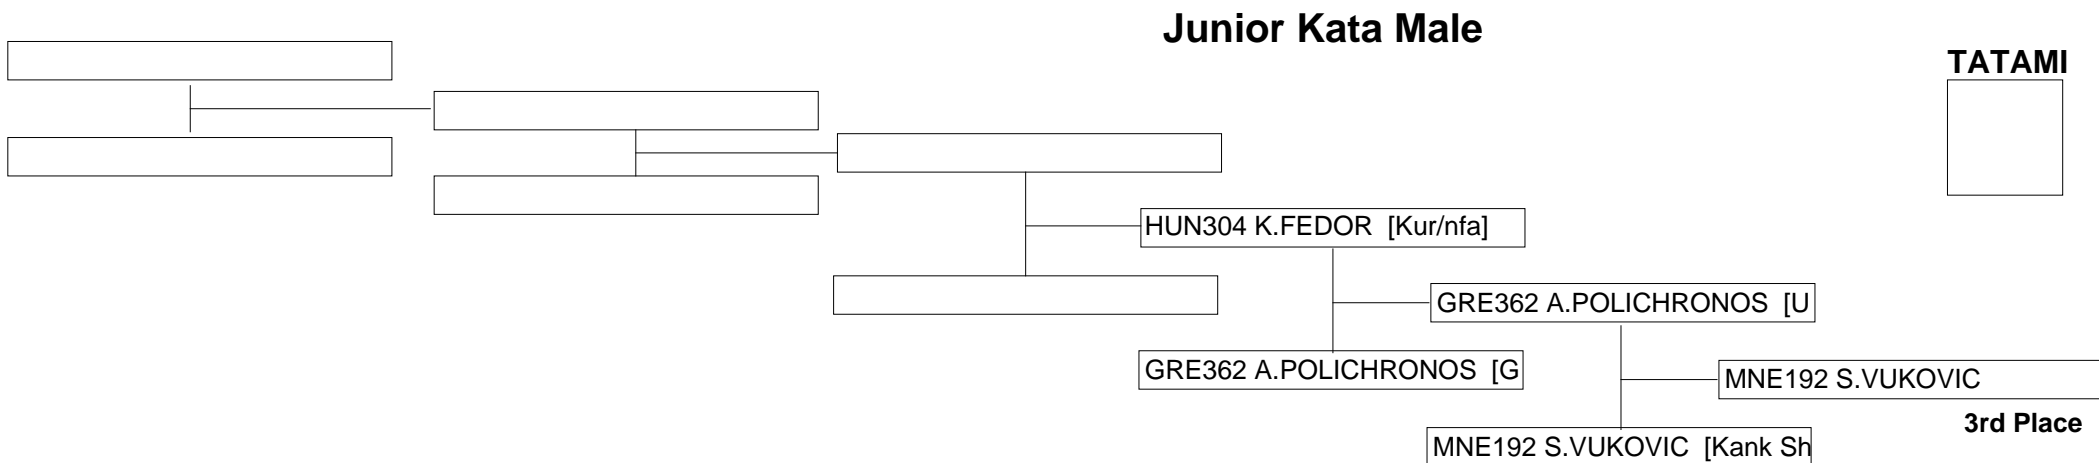 Junior Kata Male
TATAMI
HUN304 K.FEDOR [Kur/nfa]
GRE362 A.POLICHRONOS [U
GRE362 A.POLICHRONOS [G
MNE192 S.VUKOVIC
3rd Place
MNE192 S.VUKOVIC [Kank Sh